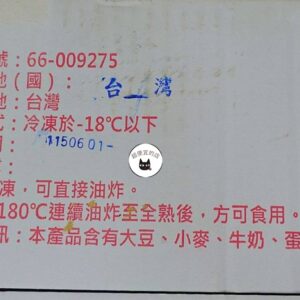 號：66-009275
地（國）：台灣
地：台灣
式：冷凍於-18℃以下
期：1150601-
凍，可直接油炸。
180℃連續油炸至全熟後，方可食用。
訊：本產品含有大豆、小麥、牛奶、蛋